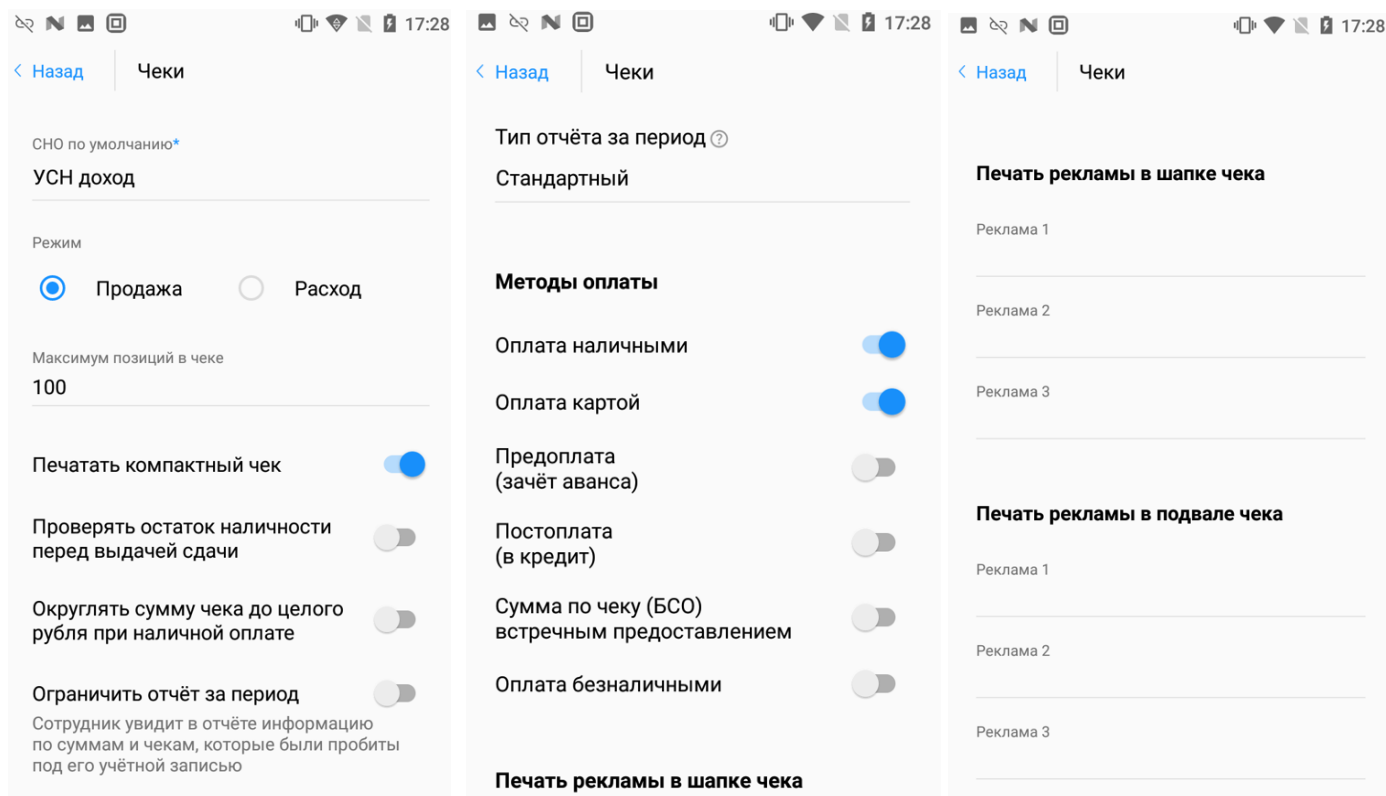 17:28
Назад
Чеки
СНО по умолчанию*
УСН доход
Режим
Продажа
Расход
Максимум позиций в чеке
100
Печатать компактный чек
Проверять остаток наличности
перед выдачей сдачи
Округлять сумму чека до целого
рубля при наличной оплате
Ограничить отчёт за период
Сотрудник увидит в отчёте информацию
по суммам и чекам, которые были пробиты
под его учётной записью
17:28
Назад
Чеки
Тип отчёта за период ?
Стандартный
Методы оплаты
Оплата наличными
Оплата картой
Предоплата
(зачёт аванса)
Постоплата
(в кредит)
Сумма по чеку (БСО)
встречным предоставлением
Оплата безналичными
Печать рекламы в шапке чека
17:28
Назад
Чеки
Печать рекламы в шапке чека
Реклама 1
Реклама 2
Реклама 3
Печать рекламы в подвале чека
Реклама 1
Реклама 2
Реклама 3